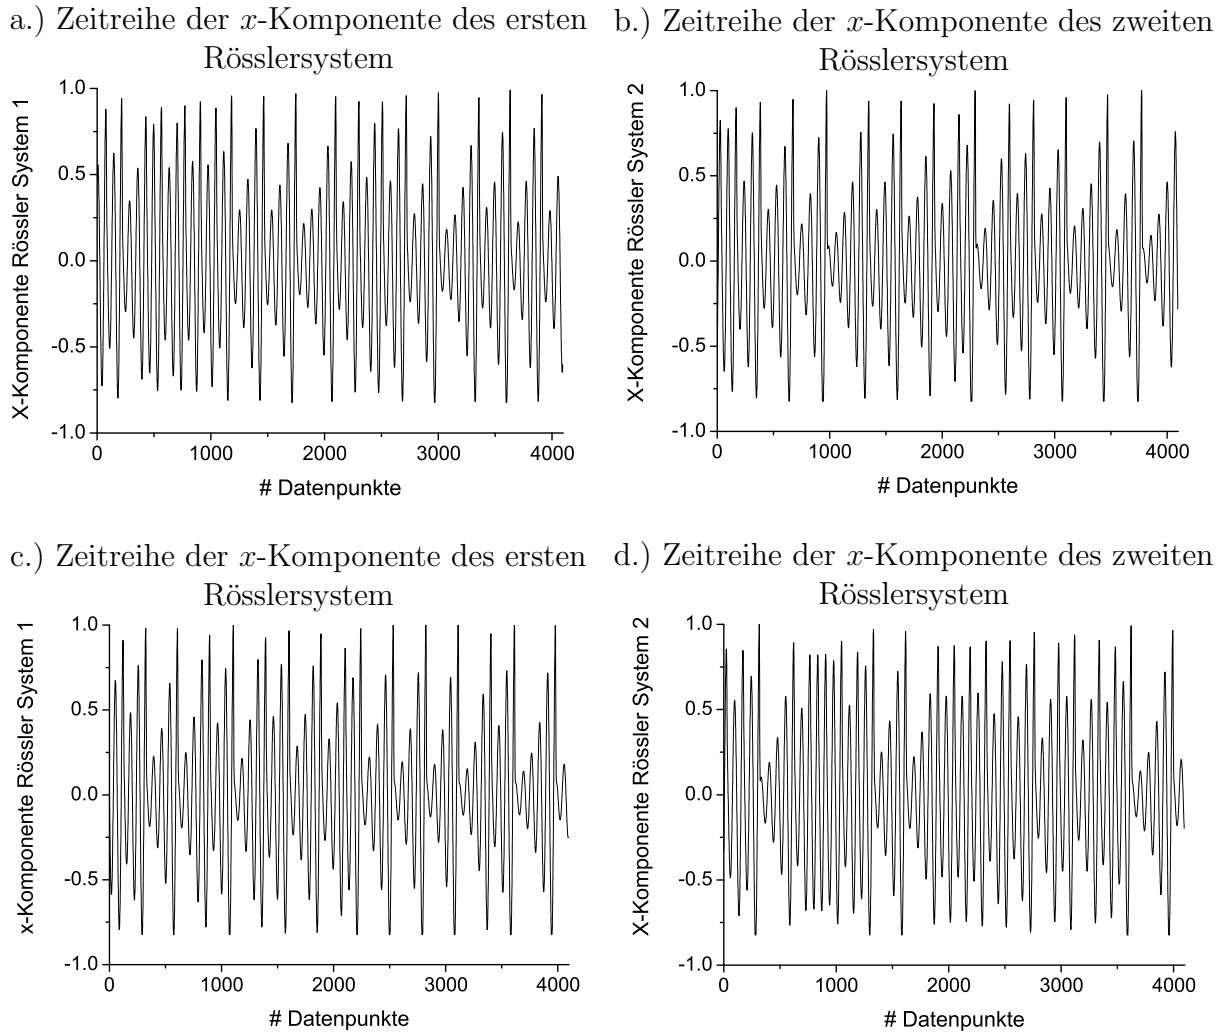 a.) Zeitreihe der x-Komponente des ersten
Rösslersystem
X-Komponente Rössler System 1
1.0
0.5
0.0
-0.5
-1.0
0 1000 2000 3000 4000
# Datenpunkte
b.) Zeitreihe der x-Komponente des zweiten
Rösslersystem
X-Komponente Rössler System 2
1.0
0.5
0.0
-0.5
-1.0
0 1000 2000 3000 4000
# Datenpunkte
c.) Zeitreihe der x-Komponente des ersten
Rösslersystem
x-Komponente Rössler System 1
1.0
0.5
0.0
-0.5
-1.0
0 1000 2000 3000 4000
# Datenpunkte
d.) Zeitreihe der x-Komponente des zweiten
Rösslersystem
X-Komponente Rössler System 2
1.0
0.5
0.0
-0.5
-1.0
0 1000 2000 3000 4000
# Datenpunkte